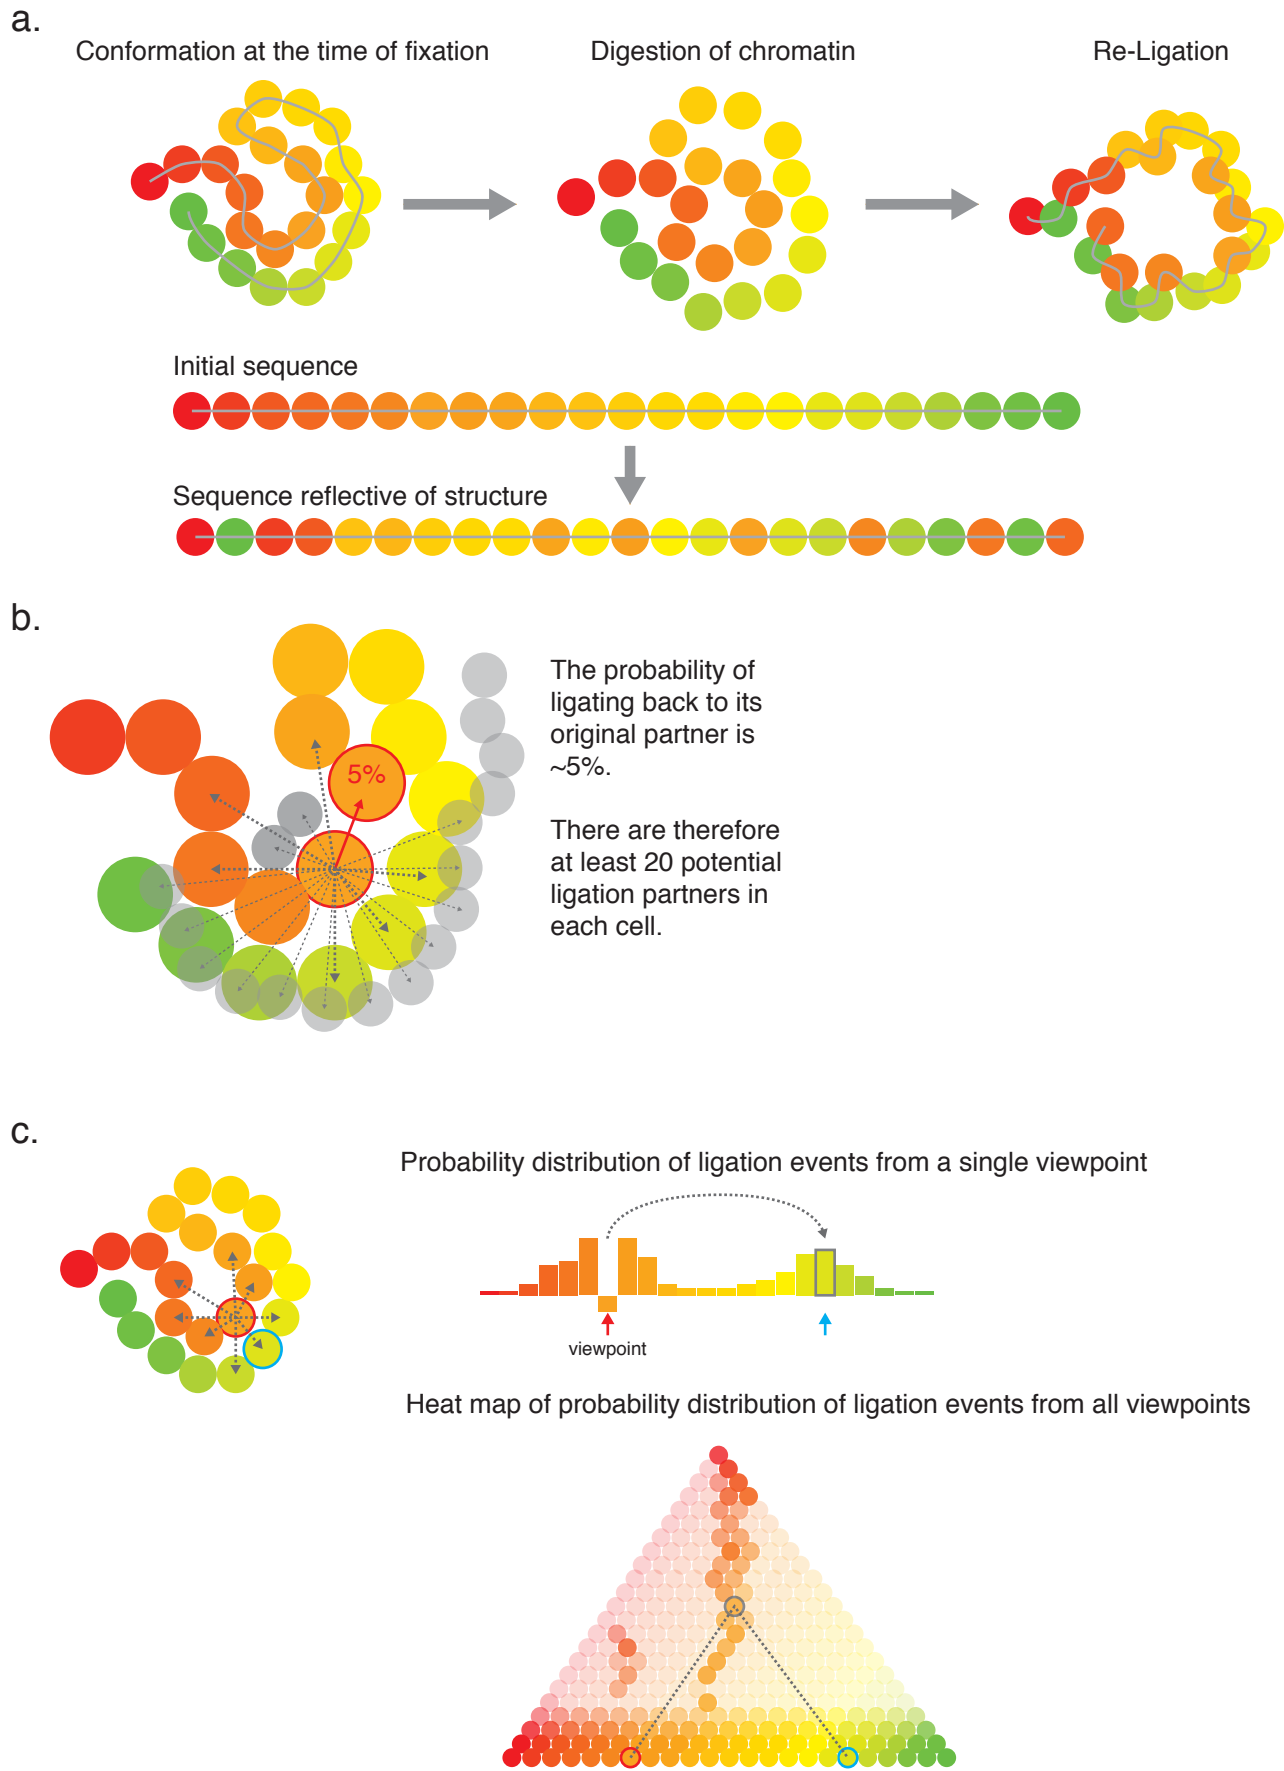 a.
Conformation at the time of fixation
Digestion of chromatin
Re-Ligation
Initial sequence
Sequence reflective of structure
b.
5%
The probability of
ligating back to its
original partner is
~5%.
There are therefore
at least 20 potential
ligation partners in
each cell.
c.
Probability distribution of ligation events from a single viewpoint
viewpoint
Heat map of probability distribution of ligation events from all viewpoints